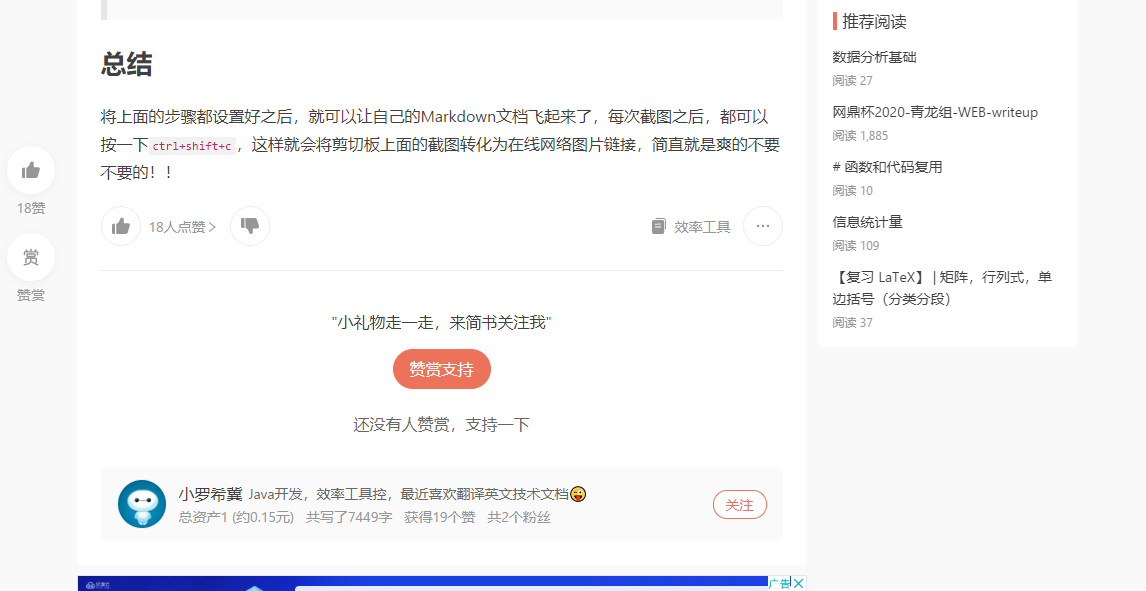 总结
将上面的步骤都设置好之后，就可以让自己的Markdown文档飞起来了，每次截图之后，都可以
按一下 ctrl+shift+c ，这样就会将剪切板上面的截图转化为在线网络图片链接，简直就是爽的不要
不要的！！
18赞
赏
赞赏
18人点赞 >
效率工具
"小礼物走一走，来简书关注我"
赞赏支持
还没有人赞赏，支持一下
小罗希冀 Java开发，效率工具控，最近喜欢翻译英文技术文档😜
总资产1 (约0.15元) 共写了7449字 获得19个赞 共2个粉丝
关注
广告
推荐阅读
数据分析基础
阅读 27
网鼎杯2020-青龙组-WEB-writeup
阅读 1,885
# 函数和代码复用
阅读 10
信息统计量
阅读 109
【复习 LaTeX】 | 矩阵，行列式，单
边括号（分类分段）
阅读 37